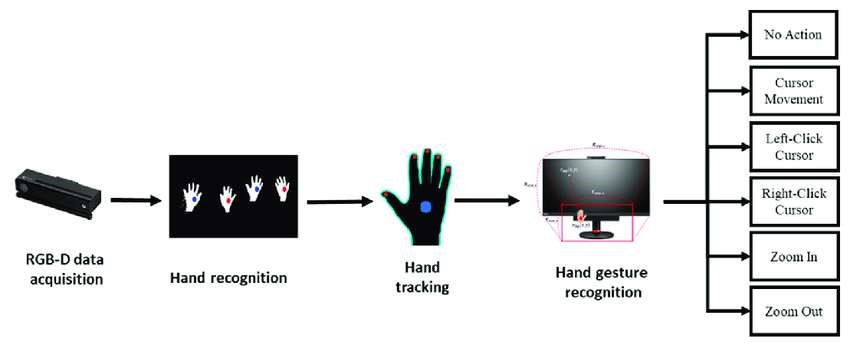 RGB-D data
acquisition
Hand recognition
Hand
tracking
Hand gesture
recognition
No Action
Cursor
Movement
Left-Click
Cursor
Right-Click
Cursor
Zoom In
Zoom Out